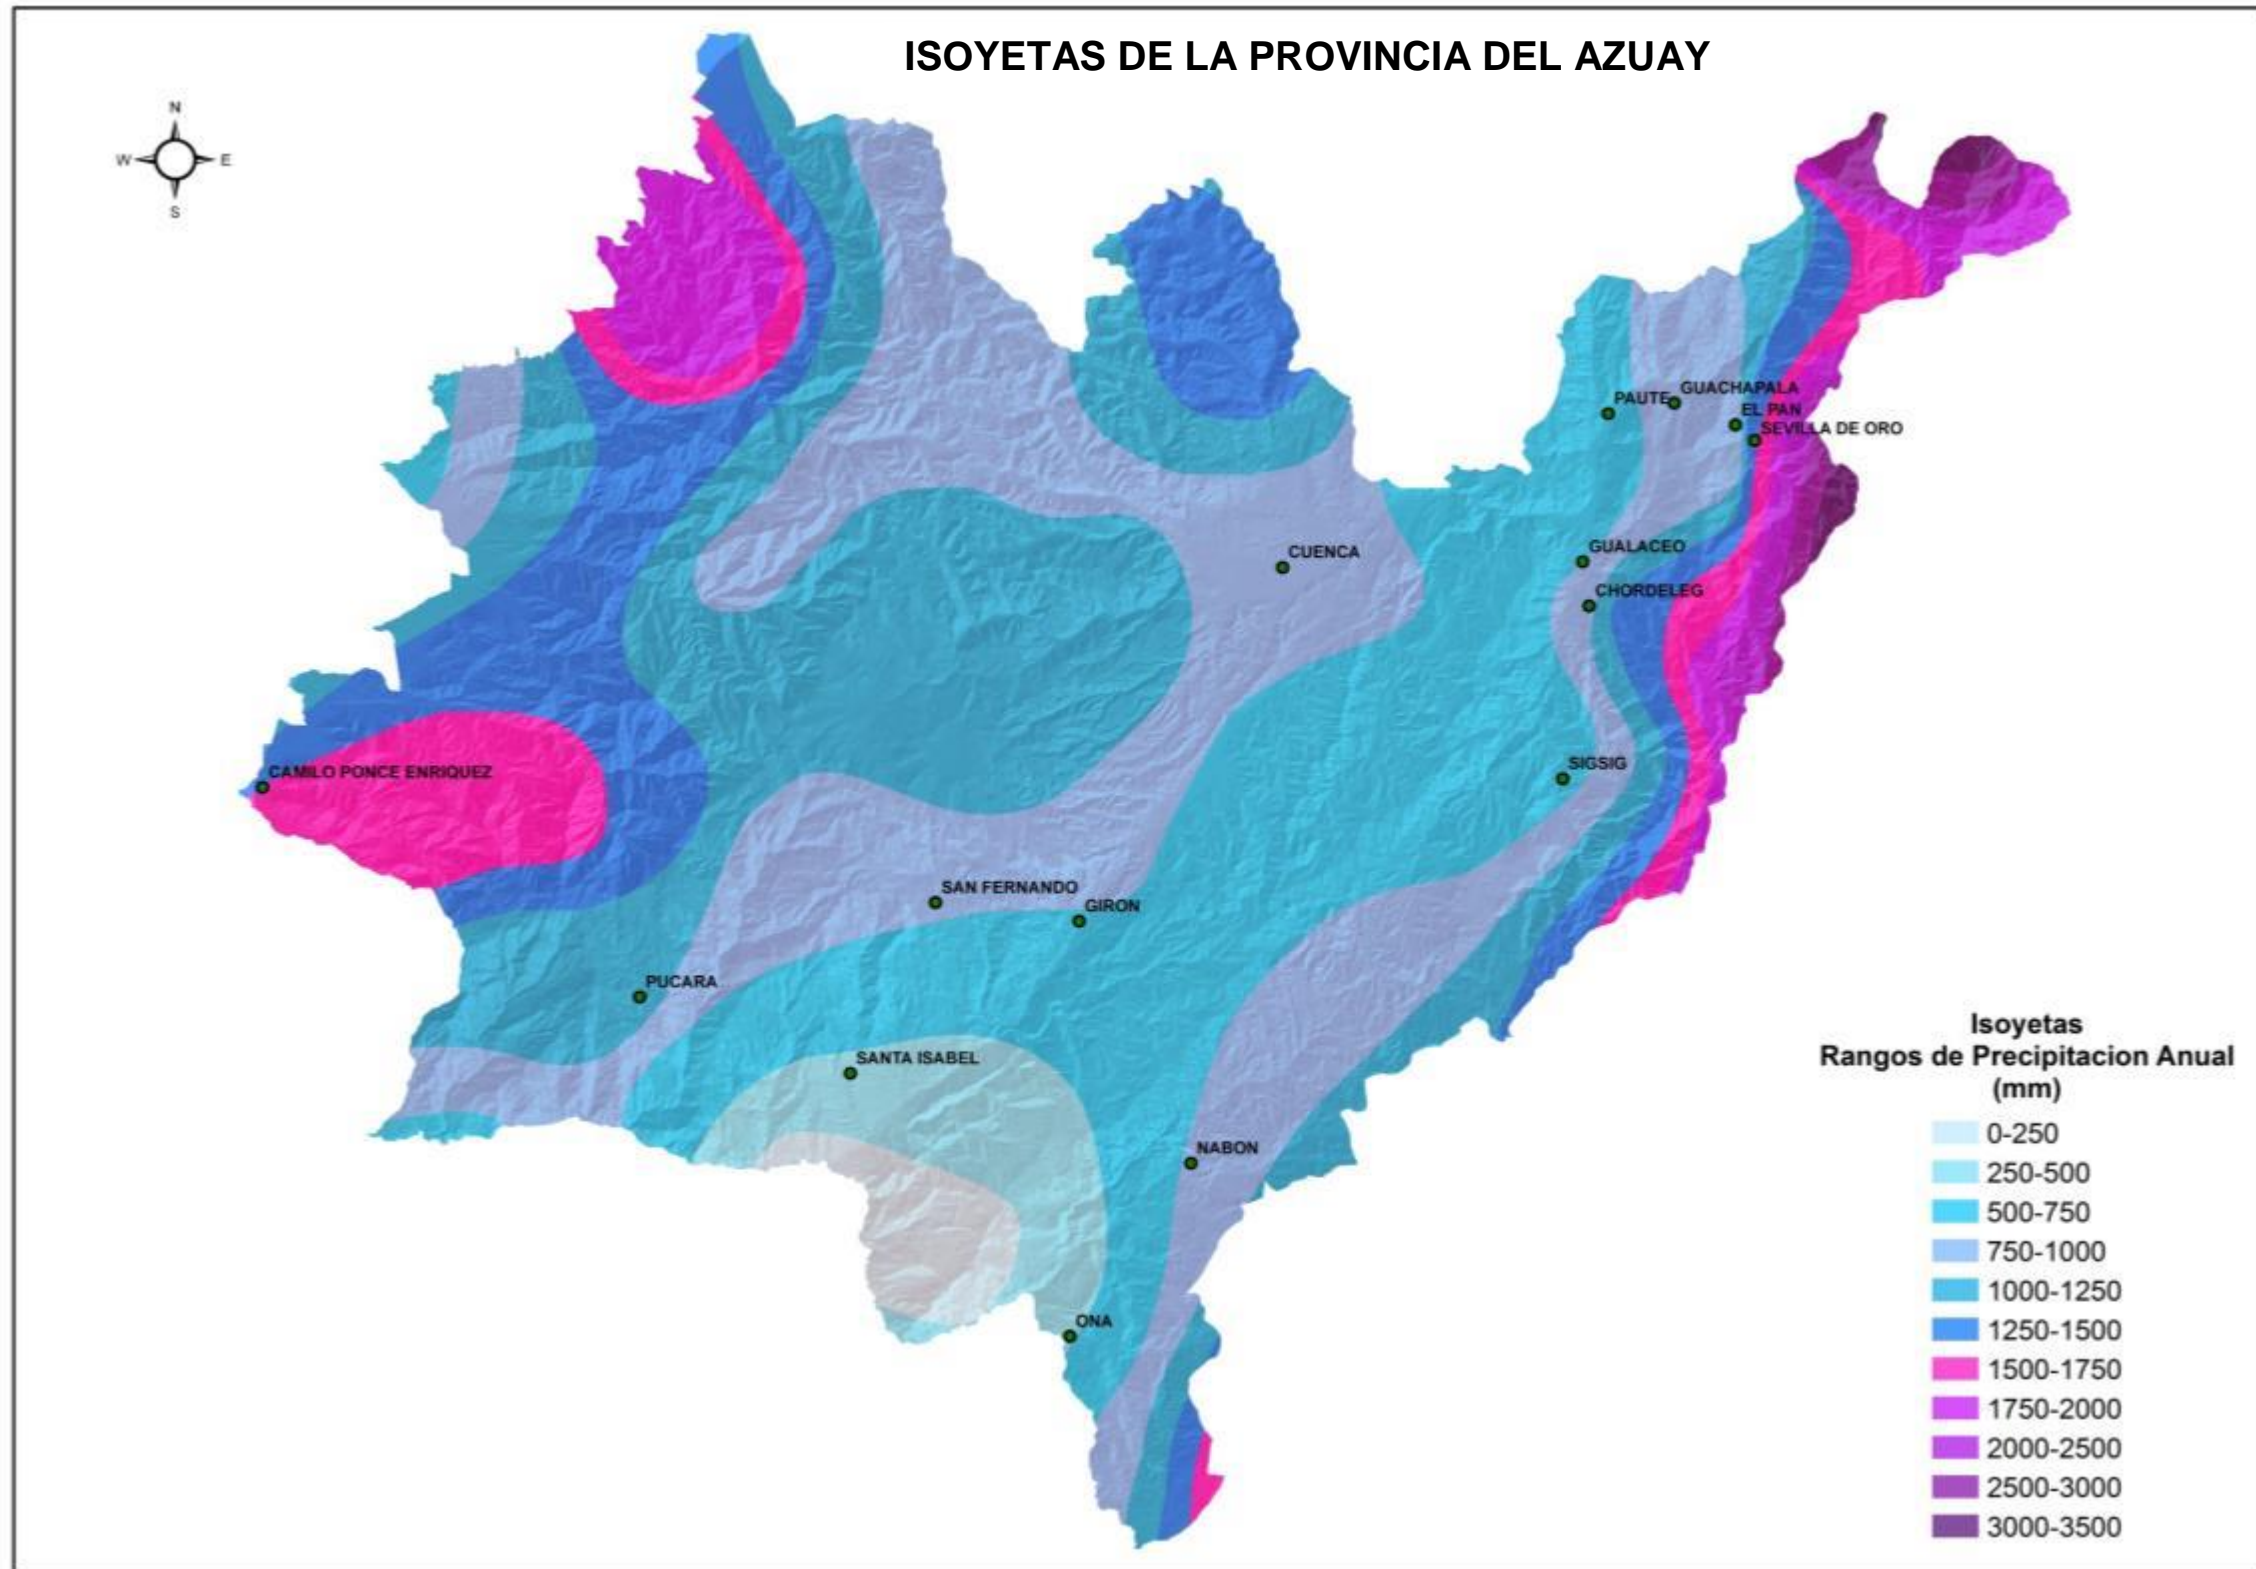 ISOYETAS DE LA PROVINCIA DEL AZUAY
N
W
E
S
PAUTE
GUACHAPALA
EL PAN
SEVILLA DE ORO
CUENCA
GUALACEO
CHORDELEG
SIGSIG
CAMILO PONCE ENRIQUEZ
SAN FERNANDO
GIRON
PUCARA
SANTA ISABEL
NABON
ONA
Isoyetas
Rangos de Precipitacion Anual
(mm)
0-250
250-500
500-750
750-1000
1000-1250
1250-1500
1500-1750
1750-2000
2000-2500
2500-3000
3000-3500